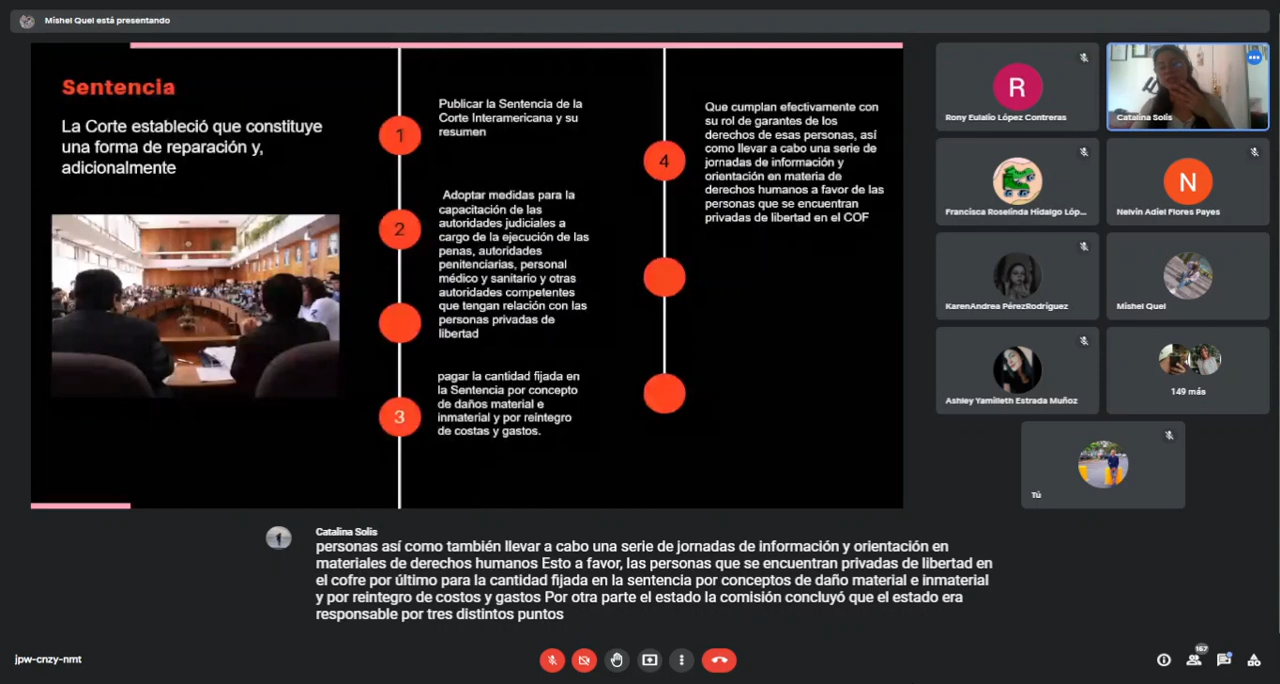 Mishel Quel está presentando
Sentencia
La Corte estableció que constituye
una forma de reparación y,
adicionalmente
1
Publicar la Sentencia de la
Corte Interamericana y su
resumen
2
Adoptar medidas para la
capacitación de las
autoridades judiciales a
cargo de la ejecución de las
penas, autoridades
penitenciarias, personal
médico y sanitario y otras
autoridades competentes
que tengan relación con las
personas privadas de
libertad
3
pagar la cantidad fijada en
la Sentencia por concepto
de daños material e
inmaterial y por reintegro
de costas y gastos.
4
Que cumplan efectivamente con
su rol de garantes de los
derechos de esas personas, así
como llevar a cabo una serie de
jornadas de información y
orientación en materia de
derechos humanos a favor de las
personas que se encuentran
privadas de libertad en el COF
R
Rony Eulalio López Contreras
Catalina Solis
Francisca Roselinda Hidalgo Lóp...
N
Nelvin Adiel Flores Payes
KarenAndrea PérezRodríguez
Mishel Quel
Ashley Yamilleth Estrada Muñoz
149 más
Tú
Catalina Solis
personas así como también llevar a cabo una serie de jornadas de información y orientación en
materiales de derechos humanos Esto a favor, las personas que se encuentran privadas de libertad en
el cofre por último para la cantidad fijada en la sentencia por conceptos de daño material e inmaterial
y por reintegro de costos y gastos Por otra parte el estado la comisión concluyó que el estado era
responsable por tres distintos puntos
jpw-cnzy-nmt
167